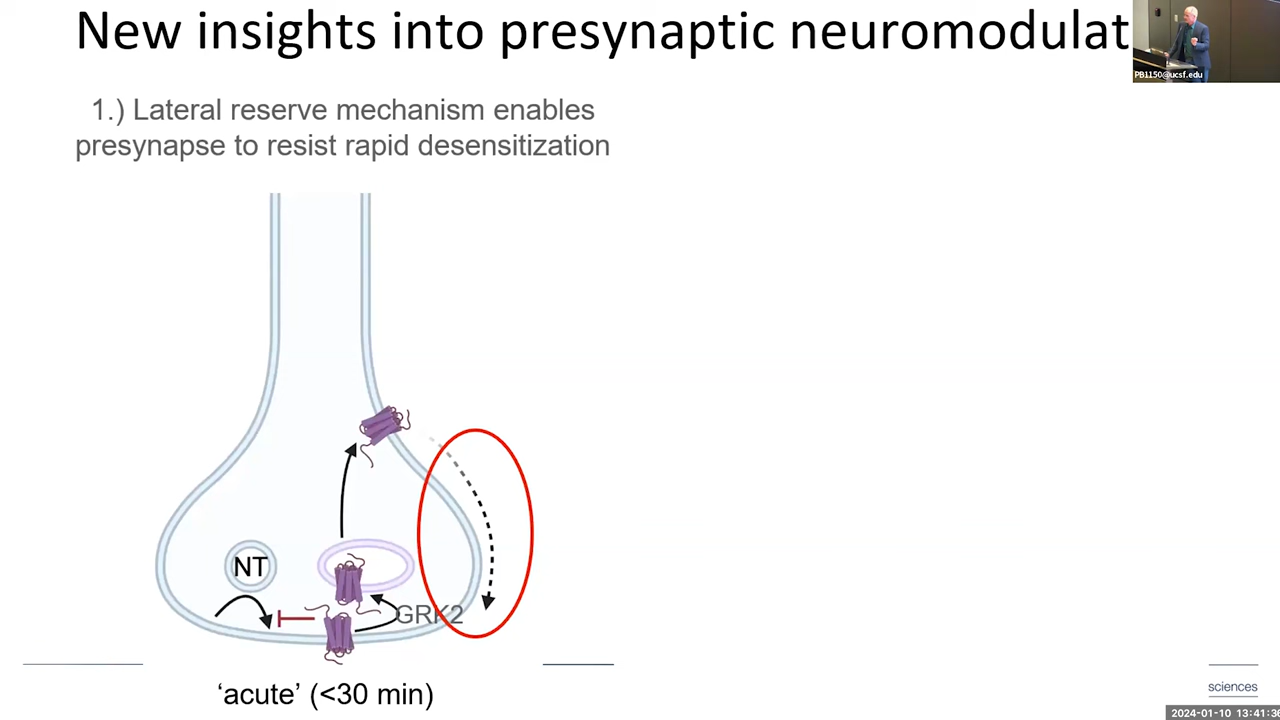 New insights into presynaptic neuromodulat
PB1150@ucsf.edu
1.) Lateral reserve mechanism enables
presynapse to resist rapid desensitization
NT
GRK2
‘acute’ (<30 min)
sciences
2024-01-10 13:41:36